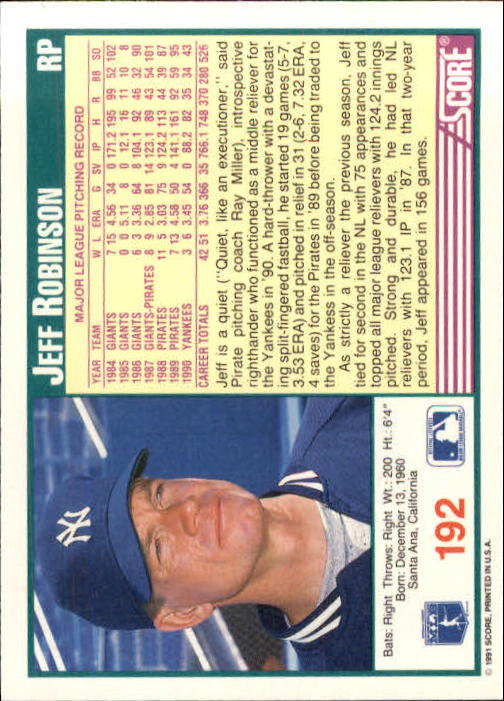 JEFF ROBINSON RP
MAJOR LEAGUE PITCHING RECORD
YEAR TEAM W L ERA G SV IP H R BB SO
1984 GIANTS 7 15 4.56 34 0 171.2 195 99 52 102
1985 GIANTS 0 0 5.11 8 0 12.1 16 11 10 8
1986 GIANTS 6 3 3.36 64 8 104.1 92 46 32 90
1987 GIANTS-PIRATES 8 9 2.85 81 14 123.1 89 43 54 101
1988 PIRATES 11 5 3.03 75 9 124.2 113 44 39 87
1989 PIRATES 7 13 4.58 50 4 141.1 161 92 59 95
1990 YANKEES 3 6 3.45 54 0 88.2 82 35 34 43
CAREER TOTALS 42 51 3.76 366 35 766.1 748 370 280 526
Jeff is a quiet ("Quiet, like an executioner," said
Pirate pitching coach Ray Miller), introspective
righthander who functioned as a middle reliever for
the Yankees in '90. A hard-thrower with a devastat-
ing split-fingered fastball, he started 19 games (5-7,
3.53 ERA) and pitched in relief in 31 (2-6, 7.32 ERA,
4 saves) for the Pirates in '89 before being traded to
the Yankess in the off-season.
As strictly a reliever the previous season, Jeff
tied for second in the NL with 75 appearances and
topped all major league relievers with 124.2 innings
pitched. Strong and durable, he had led NL
relievers with 123.1 IP in '87. In that two-year
period, Jeff appeared in 156 games.
SCORE
NY
Bats: Right Throws: Right Wt.: 200 Ht.: 6'4"
Born: December 13, 1960
Santa Ana, California
192
© 1991 SCORE, PRINTED IN U.S.A.